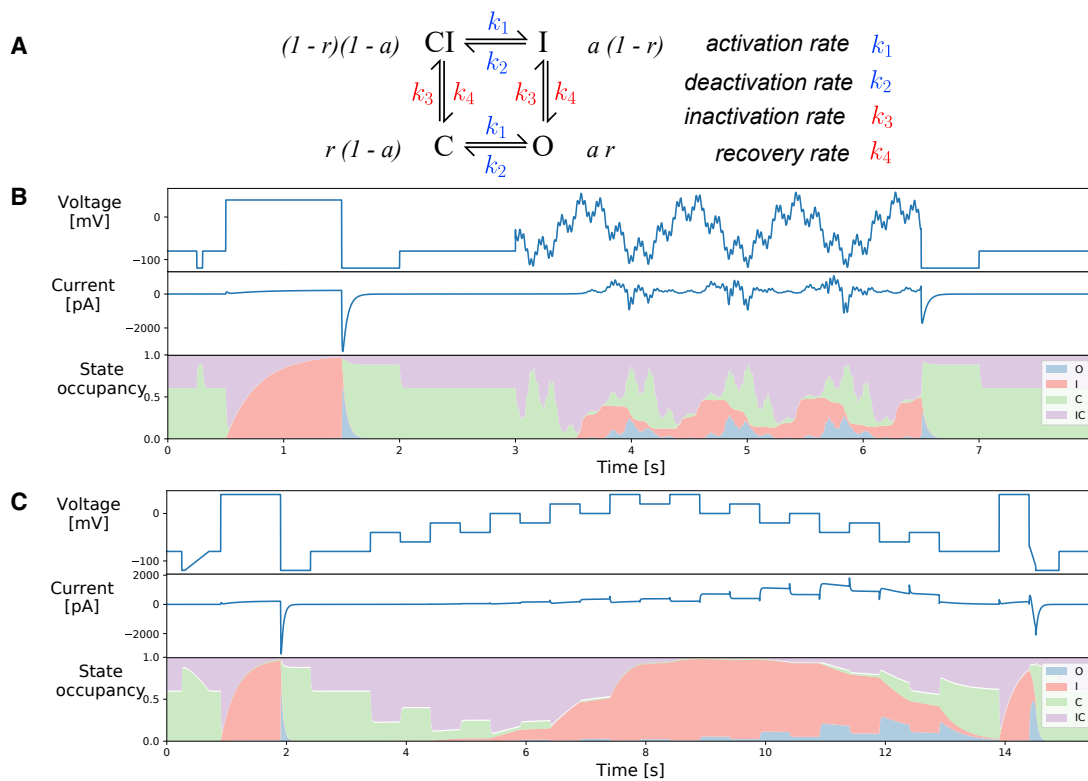 A
(1 - r)(1 - a) CI k1 I a (1 - r) activation rate k1
k2 deactivation rate k2
k3 k4 k3 k4 inactivation rate k3
k1
r (1 - a) C O a r recovery rate k4
k2
B
Voltage
[mV]
0
−100
Current
[pA]
0
−2000
State
occupancy
1.0
0.5
0.0
O
I
C
IC
0 1 2 3 4 5 6 7
Time [s]
C
Voltage
[mV]
0
−100
Current
[pA]
2000
0
−2000
State
occupancy
1.0
0.5
0.0
O
I
C
IC
0 2 4 6 8 10 12 14
Time [s]